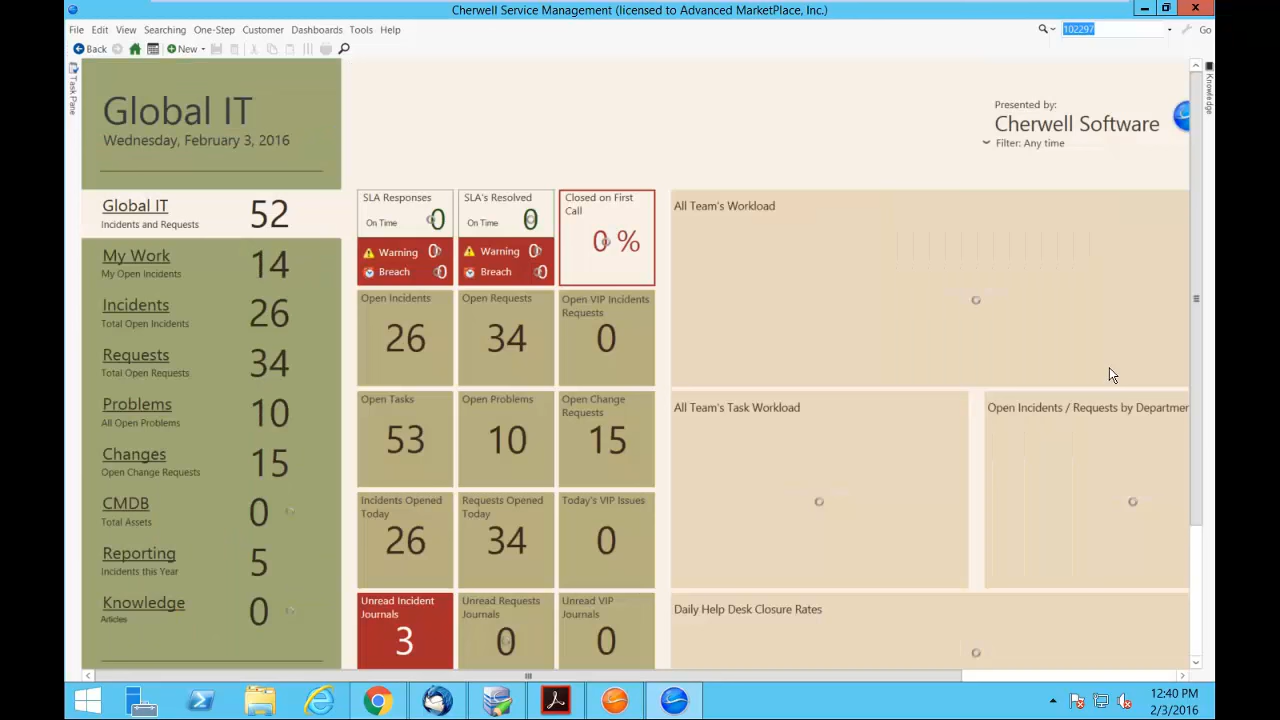 Cherwell Service Management (licensed to Advanced MarketPlace, Inc.)
File Edit View Searching One-Step Customer Dashboards Tools Help
102297
Go
Back
New
Task Pane
Knowledge
Global IT
Wednesday, February 3, 2016
Presented by:
Cherwell Software
Filter: Any time
Global IT 52
Incidents and Requests
My Work 14
My Open Incidents
Incidents 26
Total Open Incidents
Requests 34
Total Open Requests
Problems 10
All Open Problems
Changes 15
Open Change Requests
CMDB 0
Total Assets
Reporting 5
Incidents this Year
Knowledge 0
Articles
SLA Responses
On Time 0
Warning 0
Breach 0
SLA's Resolved
On Time 0
Warning 0
Breach 0
Closed on First
Call
0 %
Open Incidents
26
Open Requests
34
Open VIP Incidents
Requests
0
Open Tasks
53
Open Problems
10
Open Change
Requests
15
Incidents Opened
Today
26
Requests Opened
Today
34
Today's VIP Issues
0
Unread Incident
Journals
3
Unread Requests
Journals
0
Unread VIP
Journals
0
All Team's Workload
All Team's Task Workload
Open Incidents / Requests by Departmen
Daily Help Desk Closure Rates
12:40 PM
2/3/2016